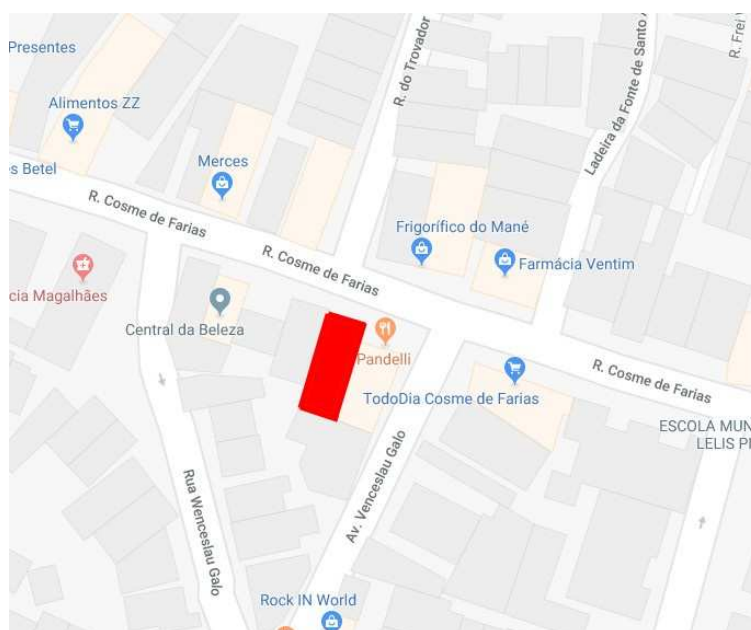 Presentes
R. do Trovador
Ladeira da Fonte de Santo
R. Frei
Alimentos ZZ
s Betel
Merces
R. Cosme de Farias
R. Cosme de Farias
Frigorífico do Mané
Farmácia Ventim
cia Magalhães
Central da Beleza
Pandelli
R. Cosme de Farias
TodoDia Cosme de Farias
ESCOLA MUN
LELIS PI
Av. Venceslau Galo
Rua Wenceslau Galo
Rock IN World